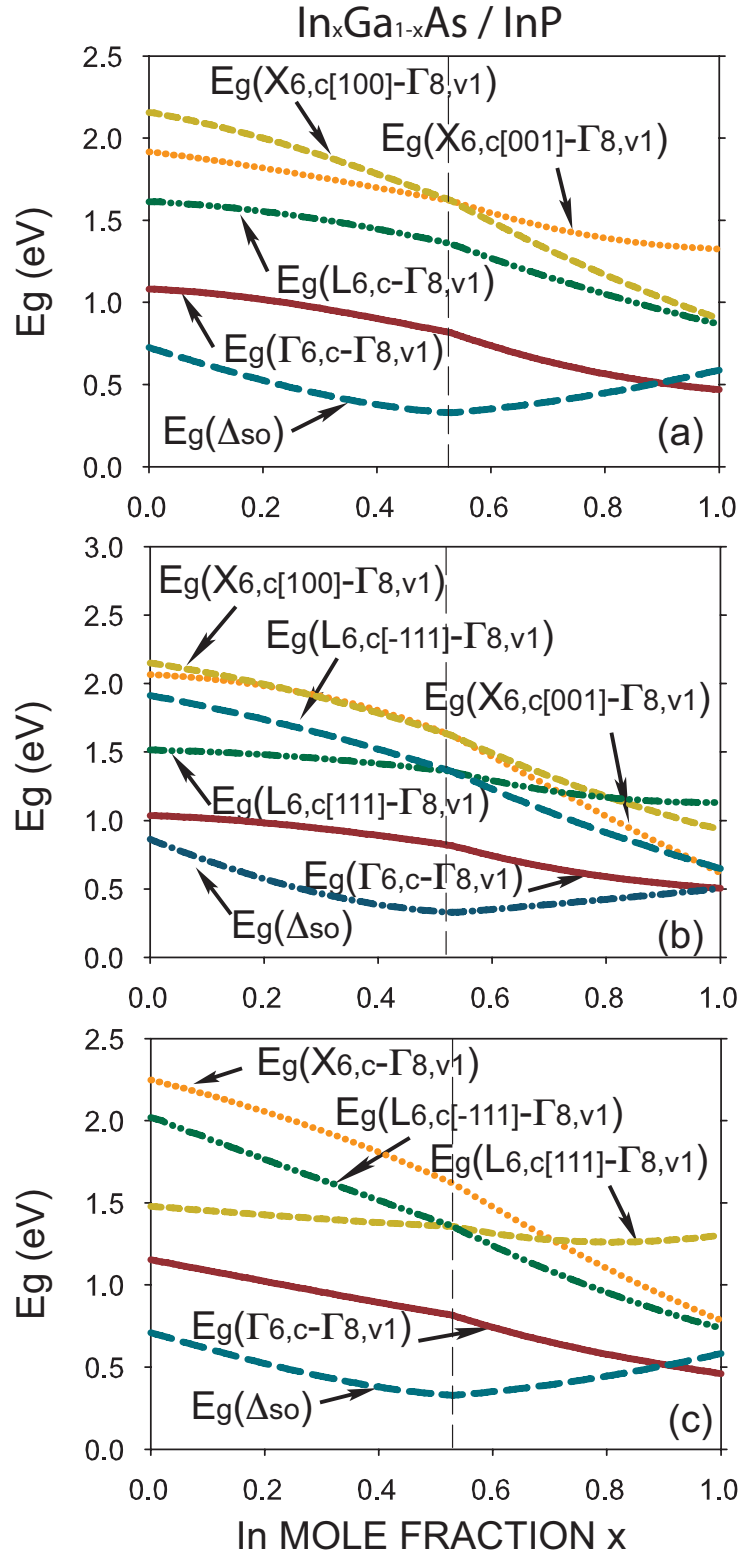 InxGa1-xAs / InP
2.5
Eg(X6,c[100]-Γ8,v1)
Eg(X6,c[001]-Γ8,v1)
2.0
1.5
Eg (eV)
Eg(L6,c-Γ8,v1)
1.0
Eg(Γ6,c-Γ8,v1)
0.5
Eg(Δso)
(a)
0.0
0.0 0.2 0.4 0.6 0.8 1.0
3.0
Eg(X6,c[100]-Γ8,v1)
2.5
Eg(L6,c[-111]-Γ8,v1)
2.0
Eg(X6,c[001]-Γ8,v1)
Eg (eV)
1.5
Eg(L6,c[111]-Γ8,v1)
1.0
Eg(Γ6,c-Γ8,v1)
0.5
Eg(Δso)
(b)
0.0
0.0 0.2 0.4 0.6 0.8 1.0
2.5
Eg(X6,c-Γ8,v1)
Eg(L6,c[-111]-Γ8,v1)
2.0
Eg(L6,c[111]-Γ8,v1)
1.5
Eg (eV)
1.0
Eg(Γ6,c-Γ8,v1)
0.5
Eg(Δso)
(c)
0.0
0.0 0.2 0.4 0.6 0.8 1.0
In MOLE FRACTION x